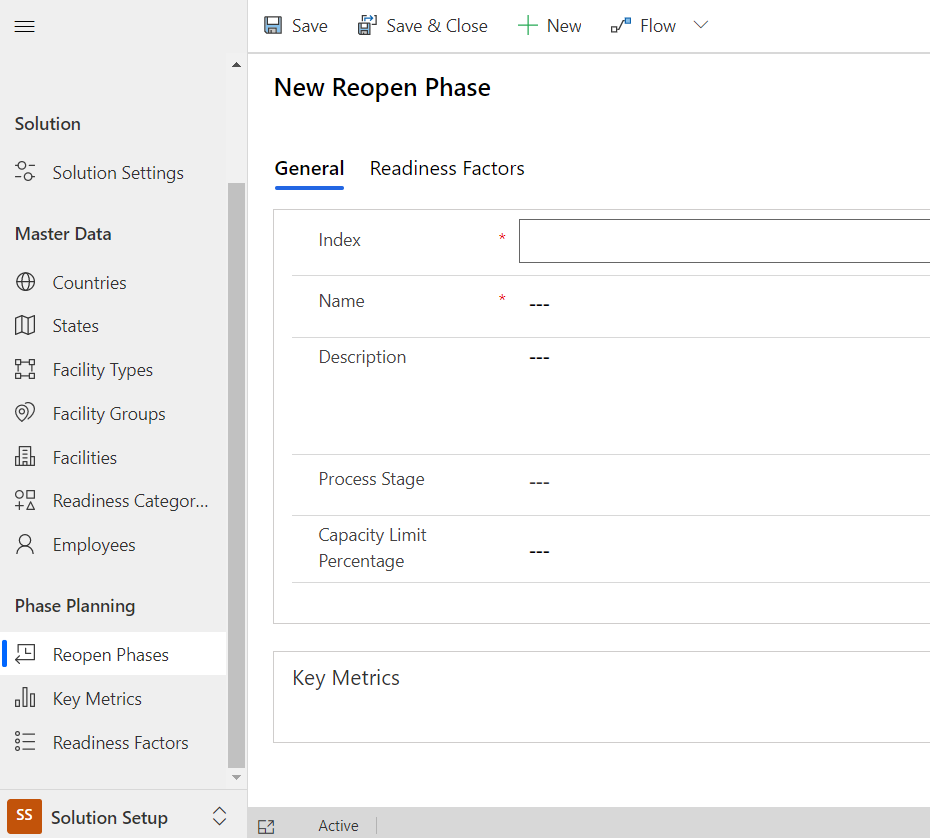 Save
Save & Close
New
Flow
New Reopen Phase
Solution
Solution Settings
Master Data
Countries
States
Facility Types
Facility Groups
Facilities
Readiness Categor...
Employees
Phase Planning
Reopen Phases
Key Metrics
Readiness Factors
SS Solution Setup
General Readiness Factors
Index *
Name * ---
Description ---
Process Stage ---
Capacity Limit
Percentage ---
Key Metrics
Active